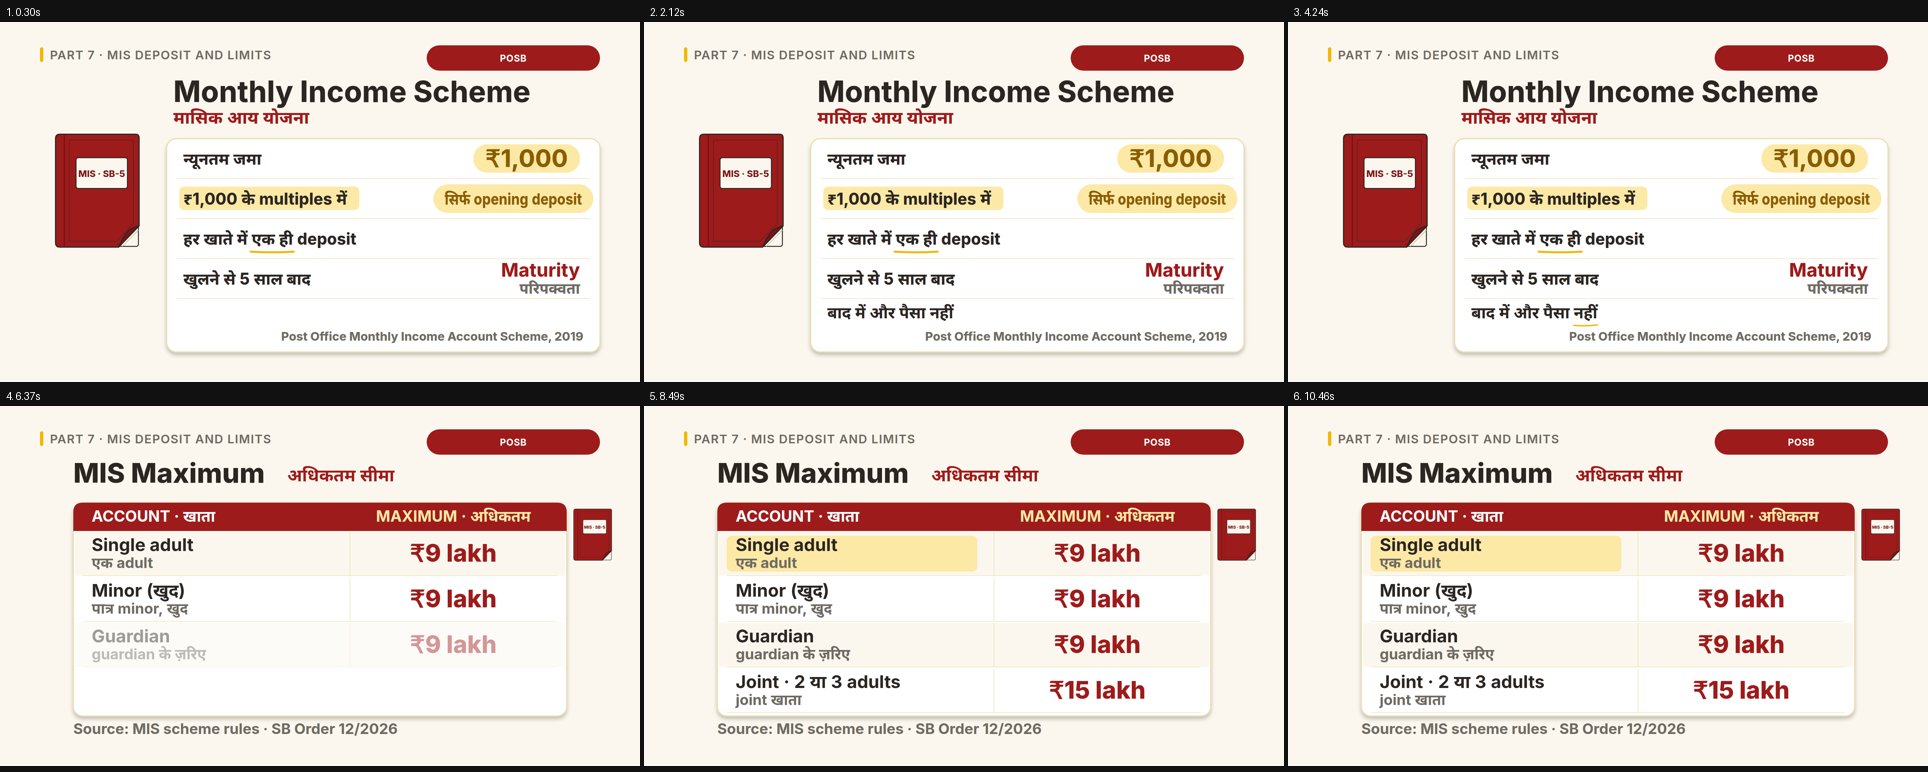 1. 0.30s
PART 7 · MIS DEPOSIT AND LIMITS
POSB
Monthly Income Scheme
मासिक आय योजना
MIS · SB-5
न्यूनतम जमा ₹1,000
₹1,000 के multiples में सिर्फ opening deposit
हर खाते में एक ही deposit
खुलने से 5 साल बाद Maturity
परिपक्वता
Post Office Monthly Income Account Scheme, 2019
2. 2.12s
PART 7 · MIS DEPOSIT AND LIMITS
POSB
Monthly Income Scheme
मासिक आय योजना
MIS · SB-5
न्यूनतम जमा ₹1,000
₹1,000 के multiples में सिर्फ opening deposit
हर खाते में एक ही deposit
खुलने से 5 साल बाद Maturity
परिपक्वता
बाद में और पैसा नहीं
Post Office Monthly Income Account Scheme, 2019
3. 4.24s
PART 7 · MIS DEPOSIT AND LIMITS
POSB
Monthly Income Scheme
मासिक आय योजना
MIS · SB-5
न्यूनतम जमा ₹1,000
₹1,000 के multiples में सिर्फ opening deposit
हर खाते में एक ही deposit
खुलने से 5 साल बाद Maturity
परिपक्वता
बाद में और पैसा नहीं
Post Office Monthly Income Account Scheme, 2019
4. 6.37s
PART 7 · MIS DEPOSIT AND LIMITS
POSB
MIS Maximum अधिकतम सीमा
ACCOUNT · खाता MAXIMUM · अधिकतम
MIS · SB-5
Single adult ₹9 lakh
एक adult
Minor (खुद) ₹9 lakh
पात्र minor, खुद
Guardian ₹9 lakh
guardian के ज़रिए
Source: MIS scheme rules · SB Order 12/2026
5. 8.49s
PART 7 · MIS DEPOSIT AND LIMITS
POSB
MIS Maximum अधिकतम सीमा
ACCOUNT · खाता MAXIMUM · अधिकतम
MIS · SB-5
Single adult ₹9 lakh
एक adult
Minor (खुद) ₹9 lakh
पात्र minor, खुद
Guardian ₹9 lakh
guardian के ज़रिए
Joint · 2 या 3 adults ₹15 lakh
joint खाता
Source: MIS scheme rules · SB Order 12/2026
6. 10.46s
PART 7 · MIS DEPOSIT AND LIMITS
POSB
MIS Maximum अधिकतम सीमा
ACCOUNT · खाता MAXIMUM · अधिकतम
MIS · SB-5
Single adult ₹9 lakh
एक adult
Minor (खुद) ₹9 lakh
पात्र minor, खुद
Guardian ₹9 lakh
guardian के ज़रिए
Joint · 2 या 3 adults ₹15 lakh
joint खाता
Source: MIS scheme rules · SB Order 12/2026